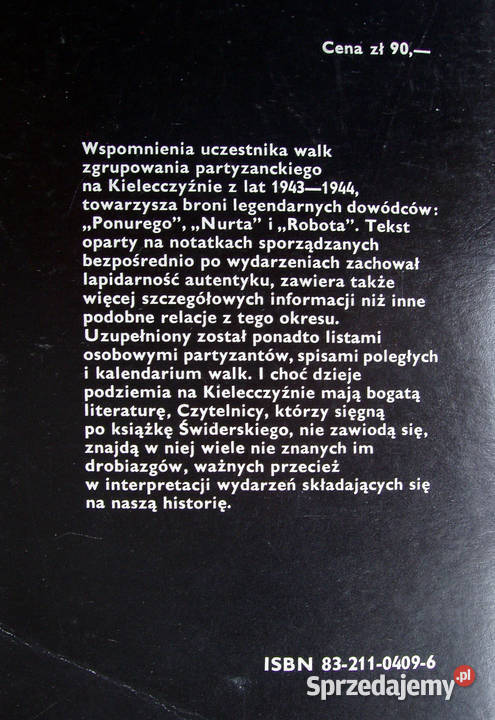 Cena zł 90,—
Wspomnienia uczestnika walk
zgrupowania partyzanckiego
na Kielecczyźnie z lat 1943—1944,
towarzysza broni legendarnych dowódców:
„Ponurego”, „Nurta” i „Robota”. Tekst
oparty na notatkach sporządzanych
bezpośrednio po wydarzeniach zachował
lapidarność autentyku, zawiera także
więcej szczegółowych informacji niż inne
podobne relacje z tego okresu.
Uzupełniony został ponadto listami
osobowymi partyzantów, spisami poległych
i kalendarium walk. I choć dzieje
podziemia na Kielecczyźnie mają bogatą
literaturę, Czytelnicy, którzy sięgną
po książkę Świderskiego, nie zawiodą się,
znajdą w niej wiele nie znanych im
drobiazgów, ważnych przecież
w interpretacji wydarzeń składających się
na naszą historię.
ISBN 83-211-0409-6
Sprzedajemy.pl